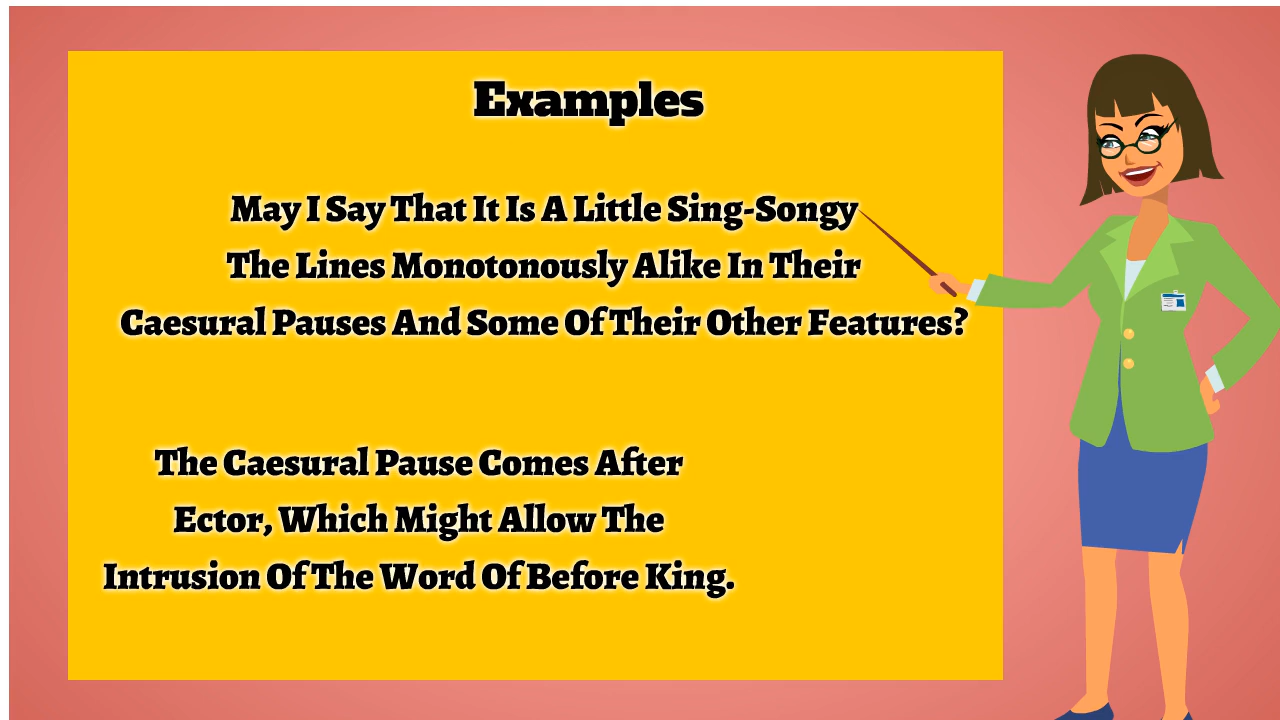 Examples
May I Say That It Is A Little Sing-Songy
The Lines Monotonously Alike In Their
Caesural Pauses And Some Of Their Other Features?
The Caesural Pause Comes After
Ector, Which Might Allow The
Intrusion Of The Word Of Before King.